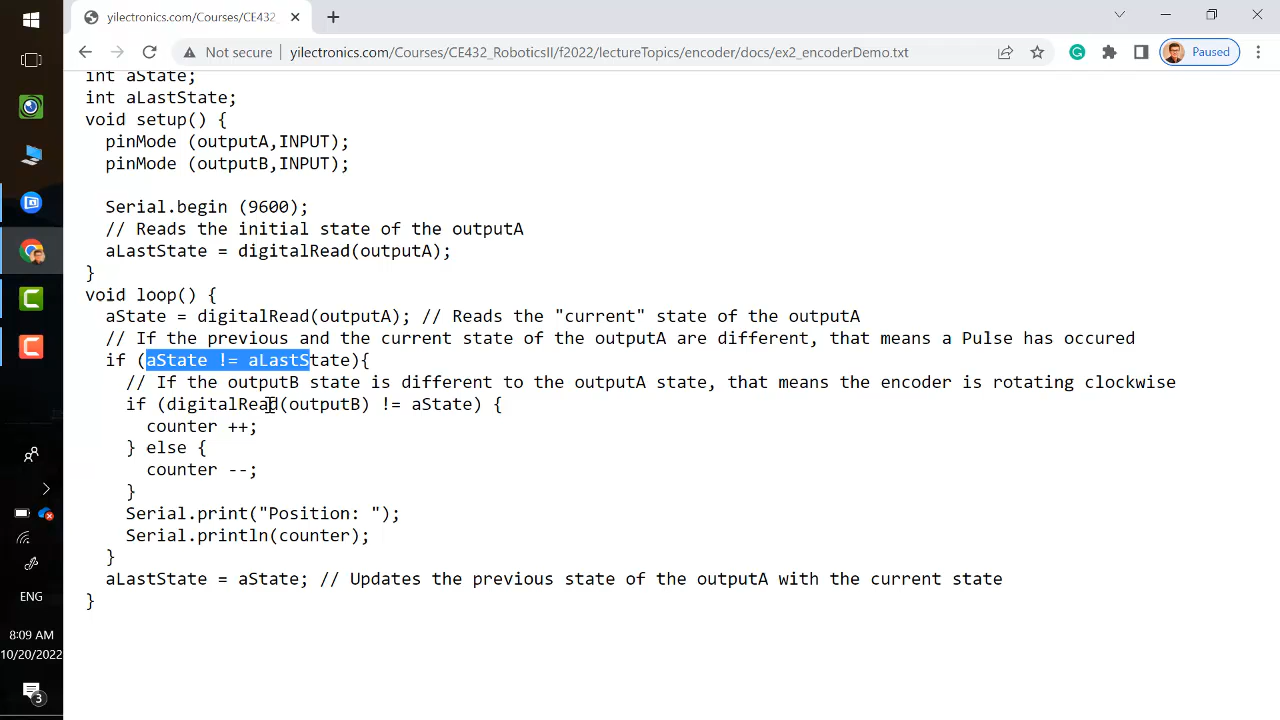 yilectronics.com/Courses/CE432
Not secure
yilectronics.com/Courses/CE432_RoboticsII/f2022/lectureTopics/encoder/docs/ex2_encoderDemo.txt
Paused
int aState;
int aLastState;
void setup() {
pinMode (outputA,INPUT);
pinMode (outputB,INPUT);
Serial.begin (9600);
// Reads the initial state of the outputA
aLastState = digitalRead(outputA);
}
void loop() {
aState = digitalRead(outputA); // Reads the "current" state of the outputA
// If the previous and the current state of the outputA are different, that means a Pulse has occured
if (aState != aLastState){
// If the outputB state is different to the outputA state, that means the encoder is rotating clockwise
if (digitalRead(outputB) != aState) {
counter ++;
} else {
counter --;
}
Serial.print("Position: ");
Serial.println(counter);
}
aLastState = aState; // Updates the previous state of the outputA with the current state
}
ENG
8:09 AM
10/20/2022
3